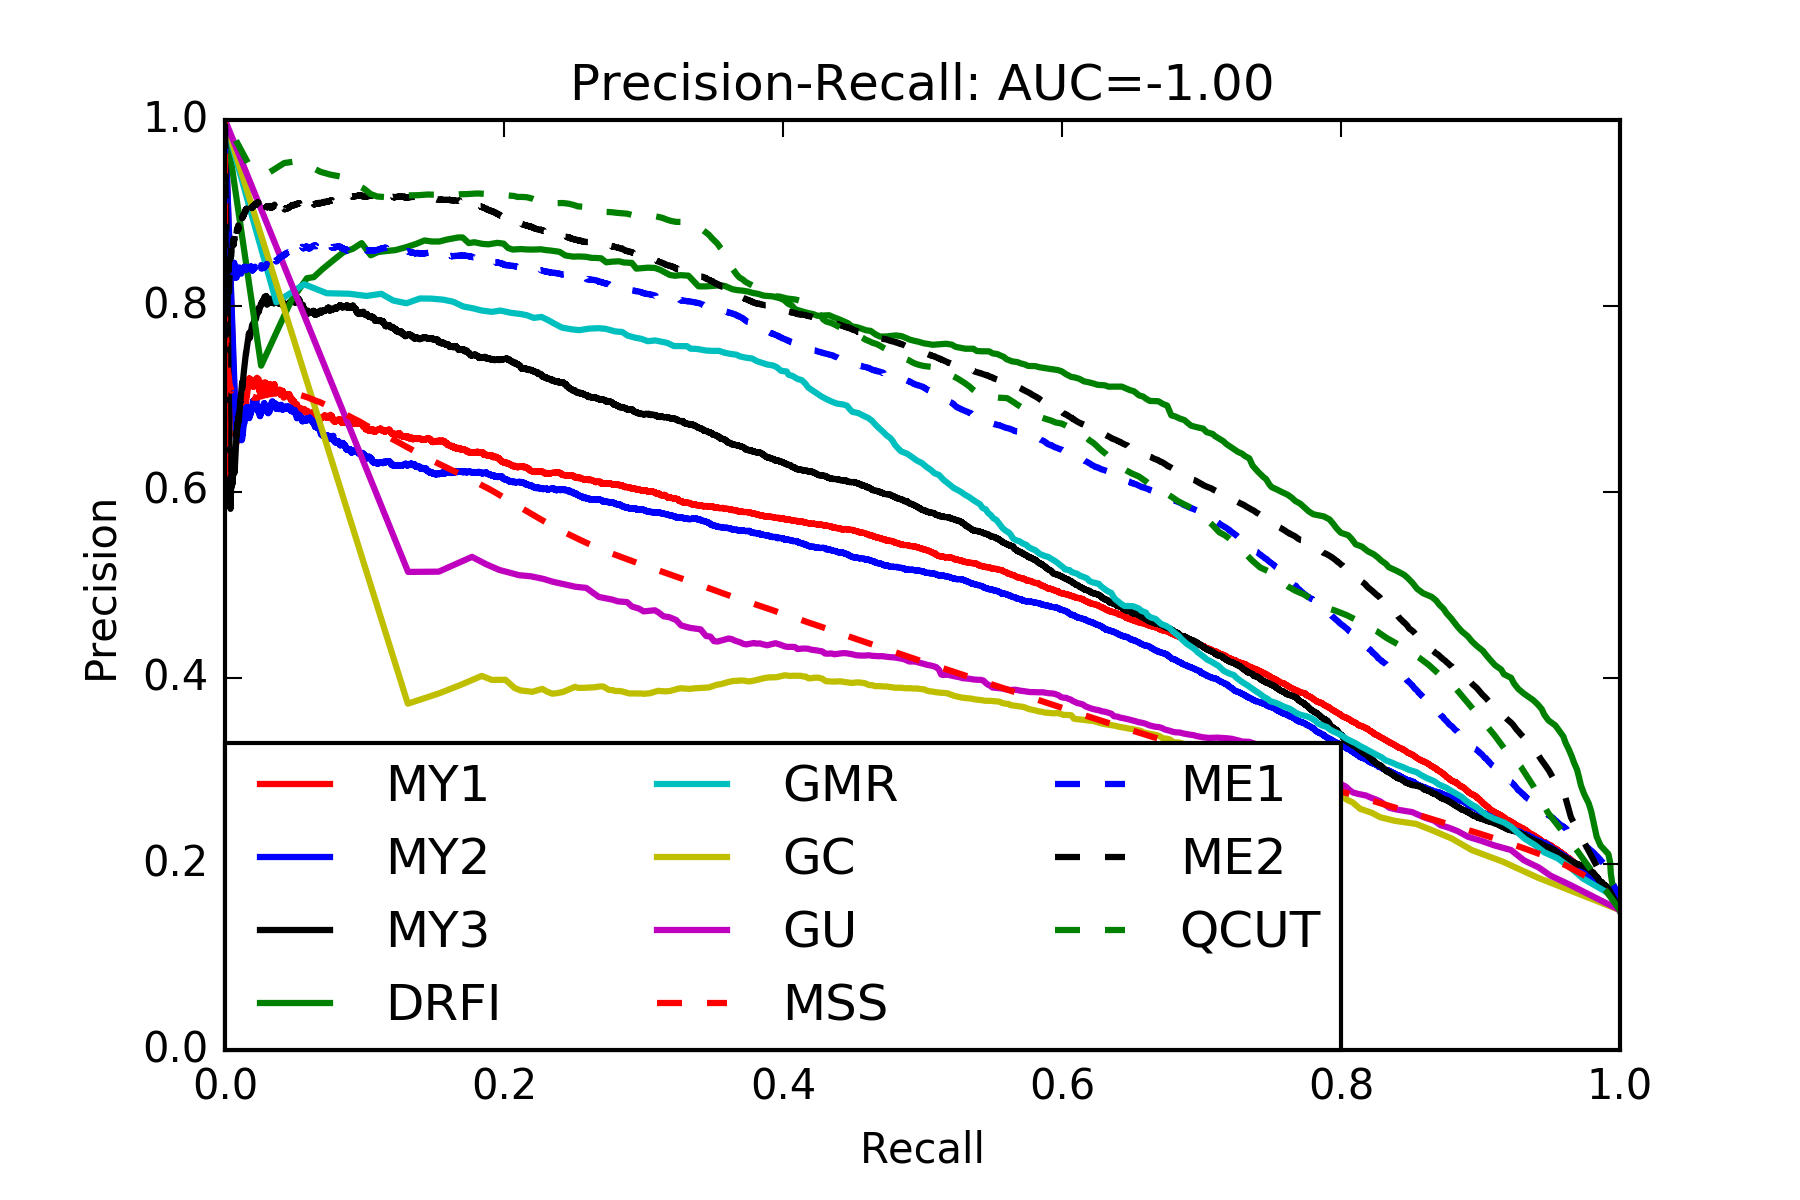 Precision-Recall: AUC=-1.00
1.0
0.8
0.6
0.4
0.2
0.0
Precision
MY1 GMR ME1
MY2 GC ME2
MY3 GU QCUT
DRFI MSS
0.0 0.2 0.4 0.6 0.8 1.0
Recall